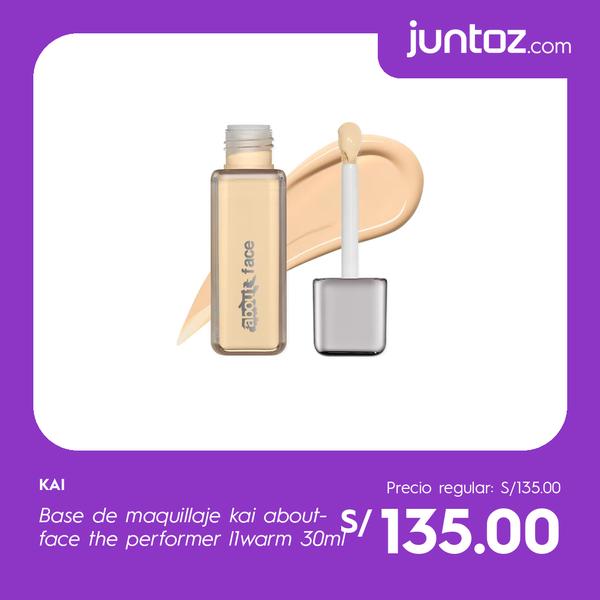 juntoz.com
about-face
KAI
Precio regular: S/135.00
Base de maquillaje kai about-
face the performer l1warm 30ml
S/135.00